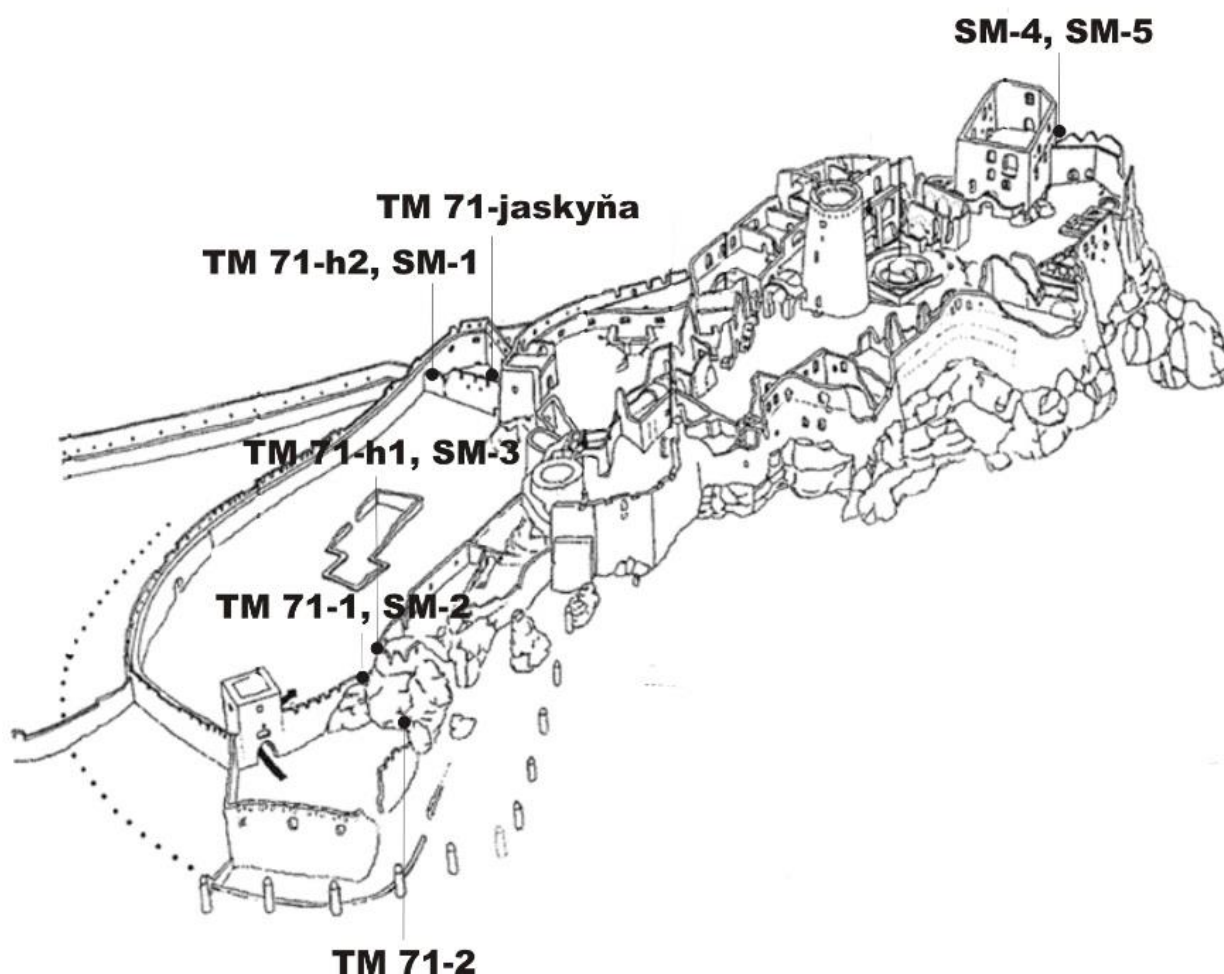 SM-4, SM-5
TM 71-jaskyňa
TM 71-h2, SM-1
TM 71-h1, SM-3
TM 71-1, SM-2
TM 71-2